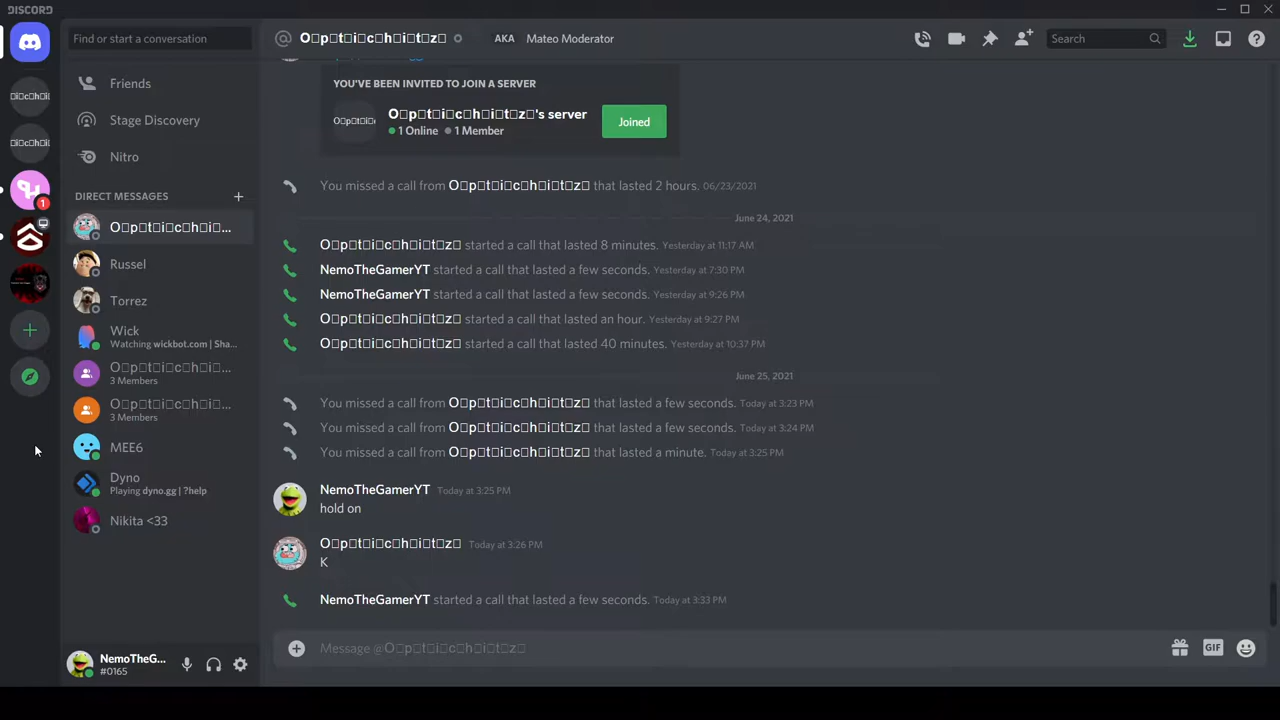 DISCORD
Find or start a conversation
O▯p▯t▯i▯c▯h▯i▯t▯z▯
AKA Mateo Moderator
Search
Friends
Stage Discovery
Nitro
DIRECT MESSAGES
O▯p▯t▯i▯c▯h▯i▯...
Russel
Torrez
Wick
Watching wickbot.com | Sha...
O▯p▯t▯i▯c▯h▯i▯...
3 Members
O▯p▯t▯i▯c▯h▯i▯...
3 Members
MEE6
Dyno
Playing dyno.gg | ?help
Nikita <33
NemoTheG...
#0165
1
YOU'VE BEEN INVITED TO JOIN A SERVER
O▯p▯t▯i▯c▯h▯i▯t▯z▯'s server
1 Online 1 Member
Joined
You missed a call from O▯p▯t▯i▯c▯h▯i▯t▯z▯ that lasted 2 hours. 06/23/2021
June 24, 2021
O▯p▯t▯i▯c▯h▯i▯t▯z▯ started a call that lasted 8 minutes. Yesterday at 11:17 AM
NemoTheGamerYT started a call that lasted a few seconds. Yesterday at 7:30 PM
NemoTheGamerYT started a call that lasted a few seconds. Yesterday at 9:26 PM
O▯p▯t▯i▯c▯h▯i▯t▯z▯ started a call that lasted an hour. Yesterday at 9:27 PM
O▯p▯t▯i▯c▯h▯i▯t▯z▯ started a call that lasted 40 minutes. Yesterday at 10:37 PM
June 25, 2021
You missed a call from O▯p▯t▯i▯c▯h▯i▯t▯z▯ that lasted a few seconds. Today at 3:23 PM
You missed a call from O▯p▯t▯i▯c▯h▯i▯t▯z▯ that lasted a few seconds. Today at 3:24 PM
You missed a call from O▯p▯t▯i▯c▯h▯i▯t▯z▯ that lasted a minute. Today at 3:25 PM
NemoTheGamerYT Today at 3:25 PM
hold on
O▯p▯t▯i▯c▯h▯i▯t▯z▯ Today at 3:26 PM
K
NemoTheGamerYT started a call that lasted a few seconds. Today at 3:33 PM
Message @O▯p▯t▯i▯c▯h▯i▯t▯z▯
GIF